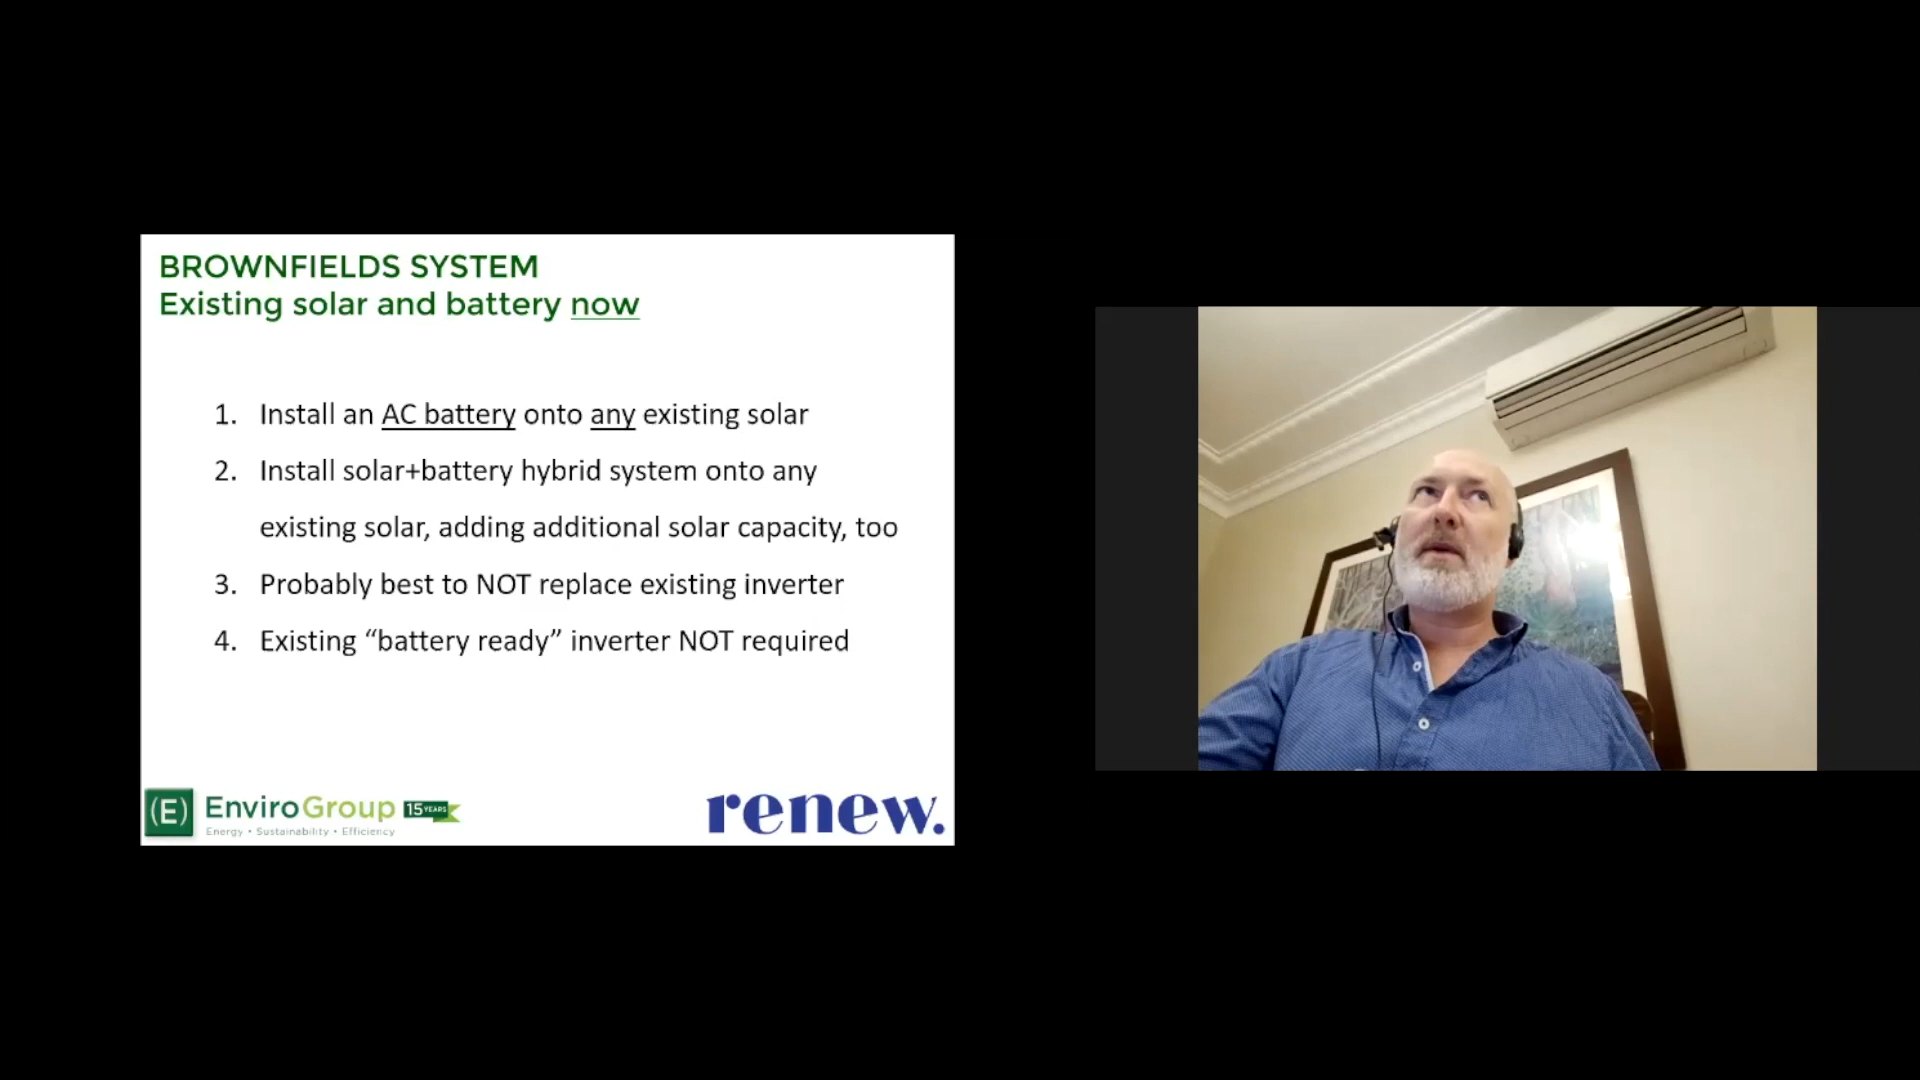 BROWNFIELDS SYSTEM
Existing solar and battery now
1. Install an AC battery onto any existing solar
2. Install solar+battery hybrid system onto any
existing solar, adding additional solar capacity, too
3. Probably best to NOT replace existing inverter
4. Existing “battery ready” inverter NOT required
(E) EnviroGroup 15 YEARS
Energy • Sustainability • Efficiency
renew.